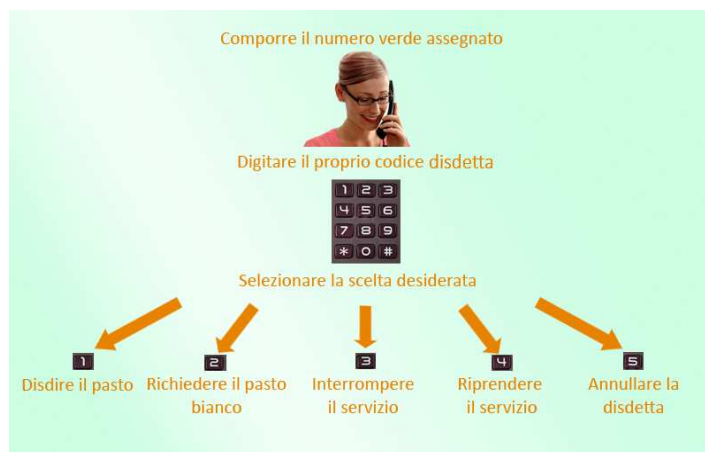 Comporre il numero verde assegnato
Digitare il proprio codice disdetta
1 2 3
4 5 6
7 8 9
* 0 #
Selezionare la scelta desiderata
1
Disdire il pasto
2
Richiedere il pasto
bianco
3
Interrompere
il servizio
4
Riprendere
il servizio
5
Annullare la
disdetta